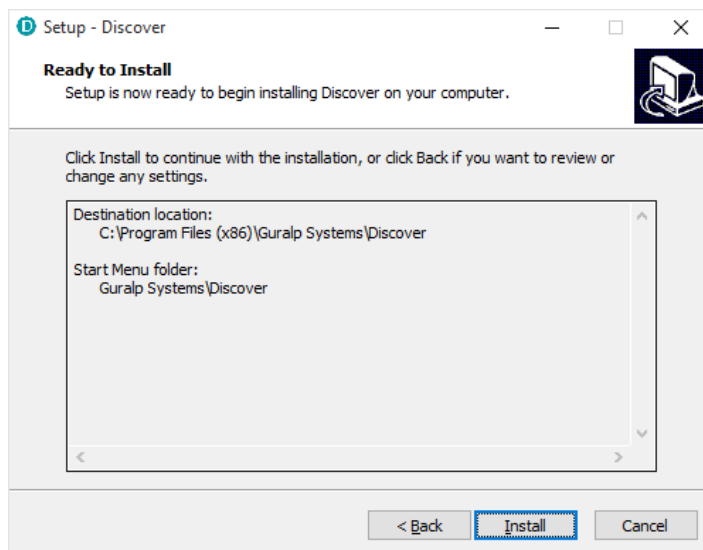 Setup - Discover
Ready to Install
Setup is now ready to begin installing Discover on your computer.
Click Install to continue with the installation, or click Back if you want to review or
change any settings.
Destination location:
C:\Program Files (x86)\Guralp Systems\Discover
Start Menu folder:
Guralp Systems\Discover
< Back
Install
Cancel